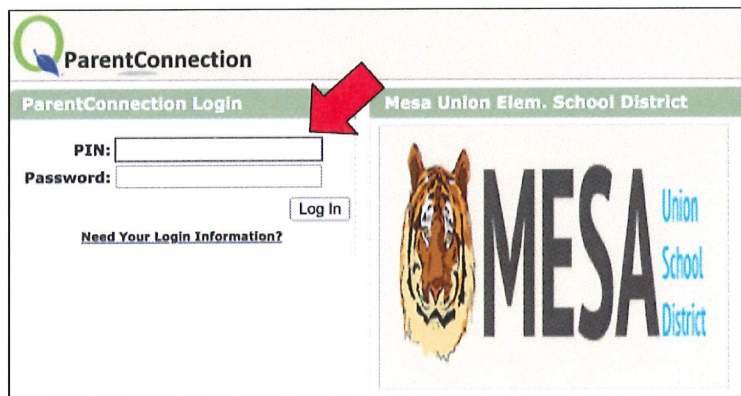 ParentConnection
ParentConnection Login
PIN:
Password:
Log In
Need Your Login Information?
Mesa Union Elem. School District
MESA
Union
School
District